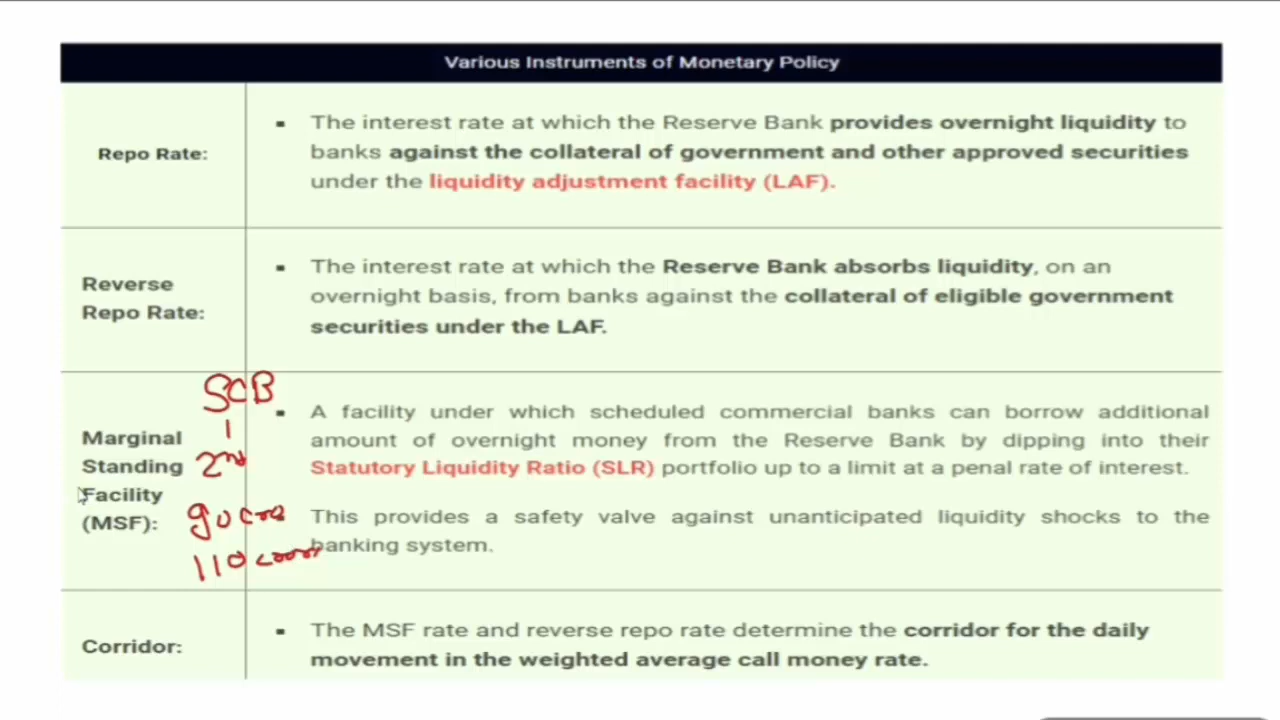 Various Instruments of Monetary Policy
Repo Rate:
▪ The interest rate at which the Reserve Bank provides overnight liquidity to
banks against the collateral of government and other approved securities
under the liquidity adjustment facility (LAF).
Reverse
Repo Rate:
▪ The interest rate at which the Reserve Bank absorbs liquidity, on an
overnight basis, from banks against the collateral of eligible government
securities under the LAF.
SCB
1
2nd
90
110
Marginal
Standing
Facility
(MSF):
▪ A facility under which scheduled commercial banks can borrow additional
amount of overnight money from the Reserve Bank by dipping into their
Statutory Liquidity Ratio (SLR) portfolio up to a limit at a penal rate of interest.
This provides a safety valve against unanticipated liquidity shocks to the
banking system.
Corridor:
▪ The MSF rate and reverse repo rate determine the corridor for the daily
movement in the weighted average call money rate.